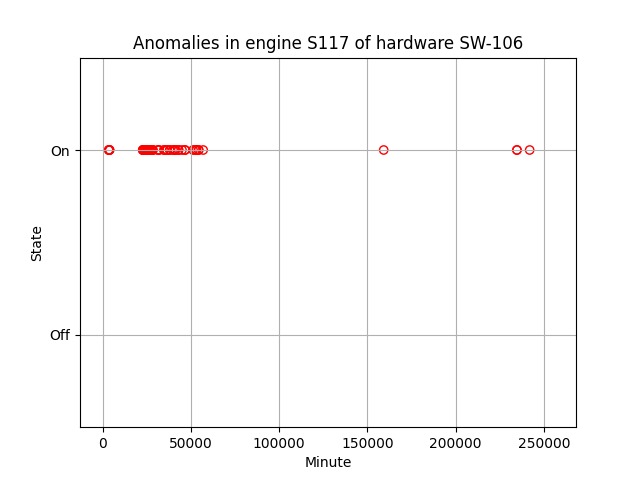 Anomalies in engine S117 of hardware SW-106
On
State
Off
0 50000 100000 150000 200000 250000
Minute